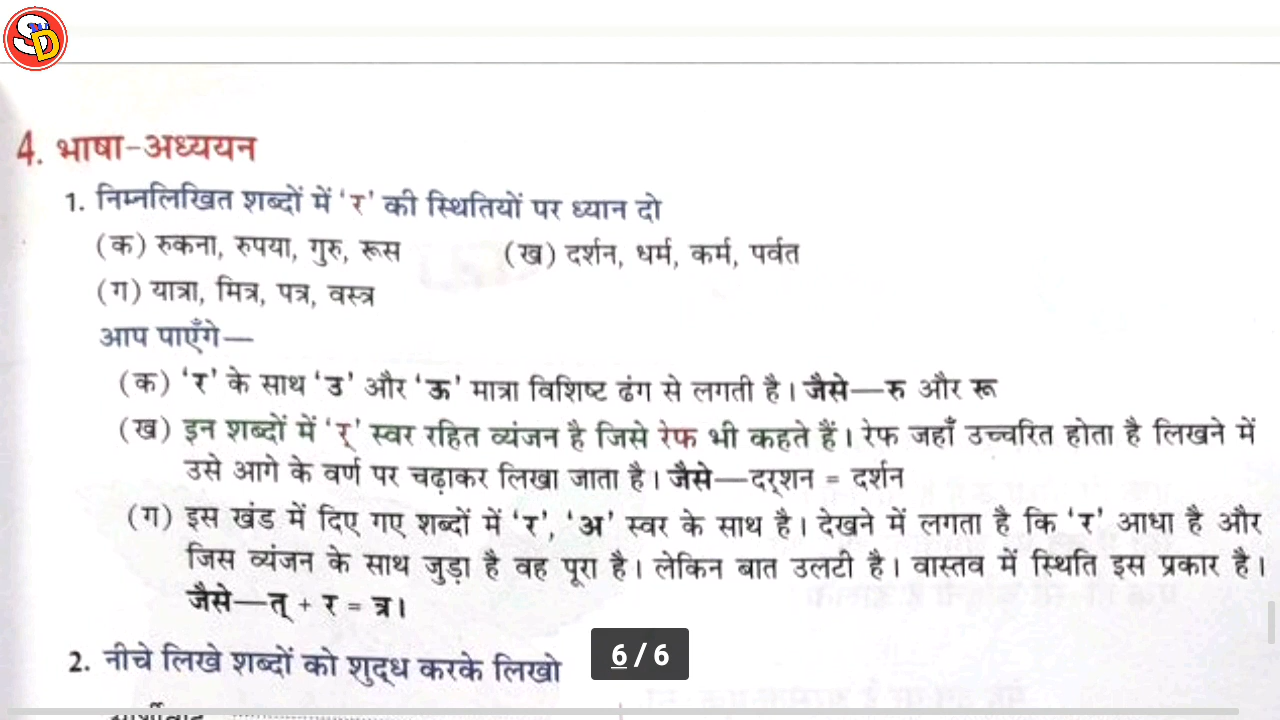 SD
4. भाषा-अध्ययन
1. निम्नलिखित शब्दों में 'र' की स्थितियों पर ध्यान दो
(क) रुकना, रुपया, गुरु, रूस (ख) दर्शन, धर्म, कर्म, पर्वत
(ग) यात्रा, मित्र, पत्र, वस्त्र
आप पाएँगे—
(क) 'र' के साथ 'उ' और 'ऊ' मात्रा विशिष्ट ढंग से लगती है। जैसे—रु और रू
(ख) इन शब्दों में 'र्' स्वर रहित व्यंजन है जिसे रेफ भी कहते हैं। रेफ जहाँ उच्चरित होता है लिखने में
उसे आगे के वर्ण पर चढ़ाकर लिखा जाता है। जैसे—दर्‌शन = दर्शन
(ग) इस खंड में दिए गए शब्दों में 'र', 'अ' स्वर के साथ है। देखने में लगता है कि 'र' आधा है और
जिस व्यंजन के साथ जुड़ा है वह पूरा है। लेकिन बात उलटी है। वास्तव में स्थिति इस प्रकार है।
जैसे—त् + र = त्र।
2. नीचे लिखे शब्दों को शुद्ध करके लिखो
6 / 6